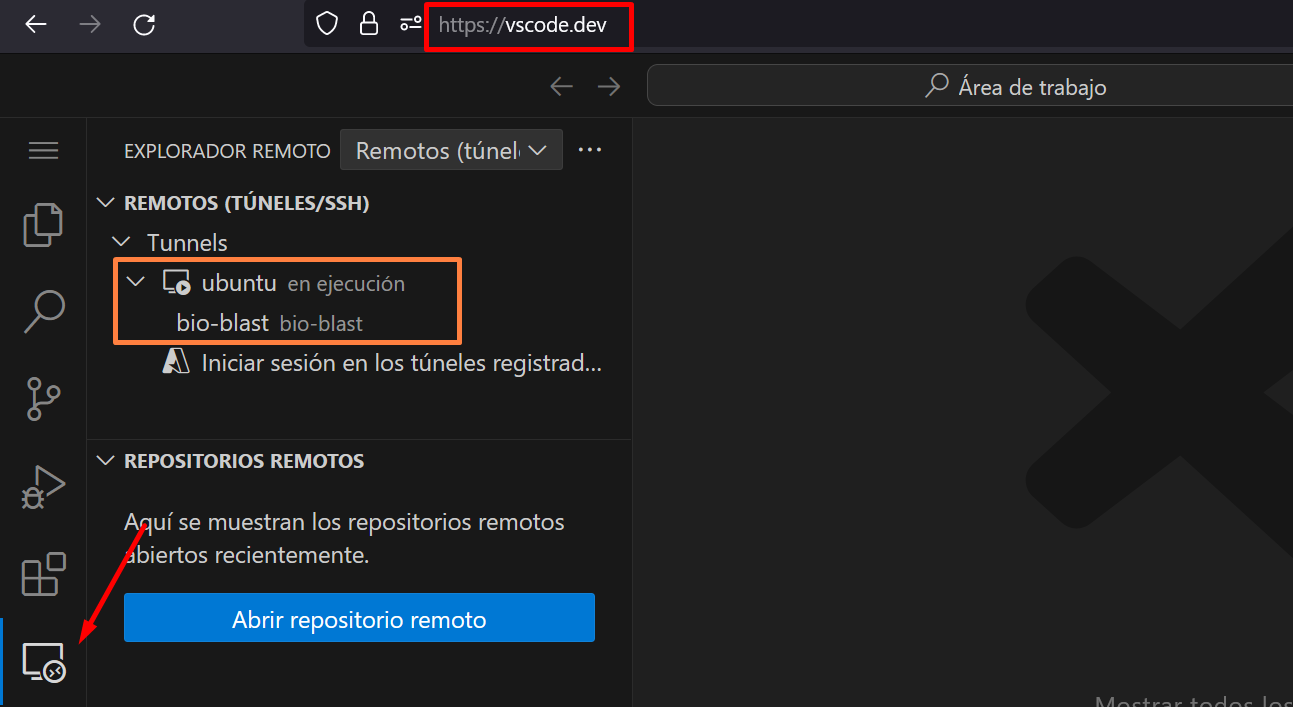 https://vscode.dev
Área de trabajo
EXPLORADOR REMOTO Remotos (túnel
REMOTOS (TÚNELES/SSH)
Tunnels
ubuntu en ejecución
bio-blast bio-blast
Iniciar sesión en los túneles registrad...
REPOSITORIOS REMOTOS
Aquí se muestran los repositorios remotos
abiertos recientemente.
Abrir repositorio remoto
Mostrar todos los